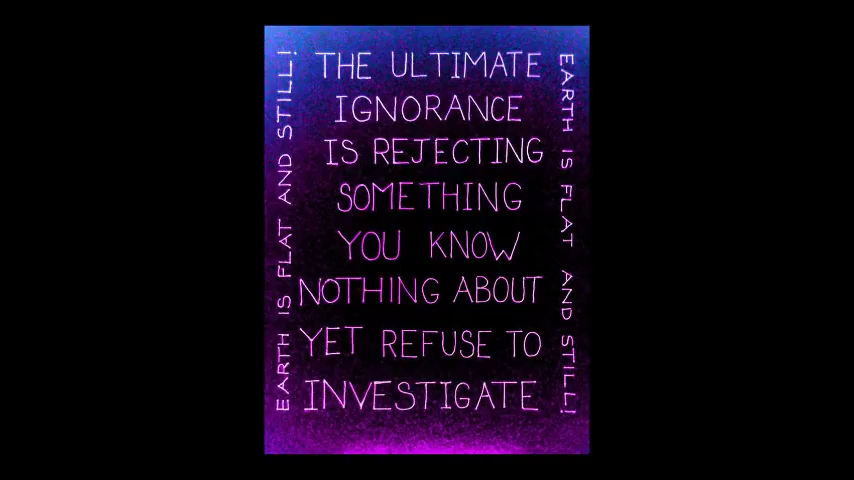 THE ULTIMATE
IGNORANCE
IS REJECTING
SOMETHING
YOU KNOW
NOTHING ABOUT
YET REFUSE TO
INVESTIGATE
EARTH IS FLAT AND STILL!
EARTH IS FLAT AND STILL!